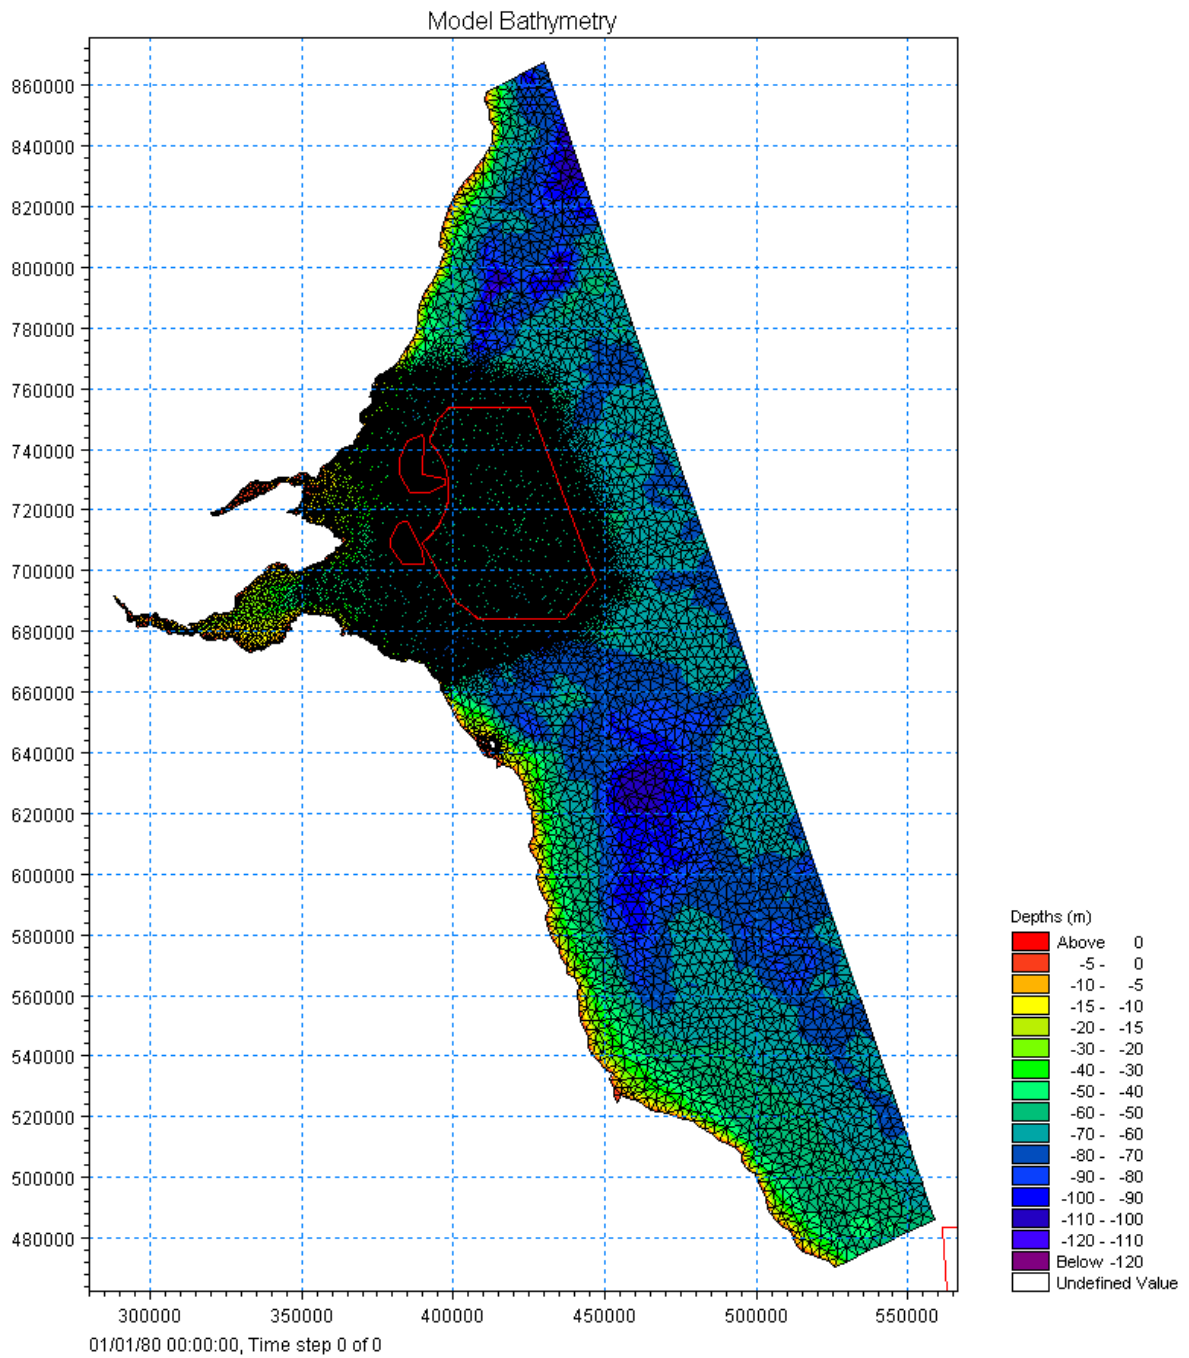 Model Bathymetry
860000
840000
820000
800000
780000
760000
740000
720000
700000
680000
660000
640000
620000
600000
580000
560000
540000
520000
500000
480000
300000 350000 400000 450000 500000 550000
01/01/80 00:00:00, Time step 0 of 0
Depths (m)
Above 0
-5 - 0
-10 - -5
-15 - -10
-20 - -15
-30 - -20
-40 - -30
-50 - -40
-60 - -50
-70 - -60
-80 - -70
-90 - -80
-100 - -90
-110 - -100
-120 - -110
Below -120
Undefined Value